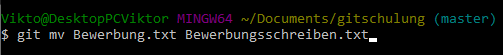 Vikto@DesktopPCViktor MINGW64 ~/Documents/gitschulung (master)
$ git mv Bewerbung.txt Bewerbungsschreiben.txt